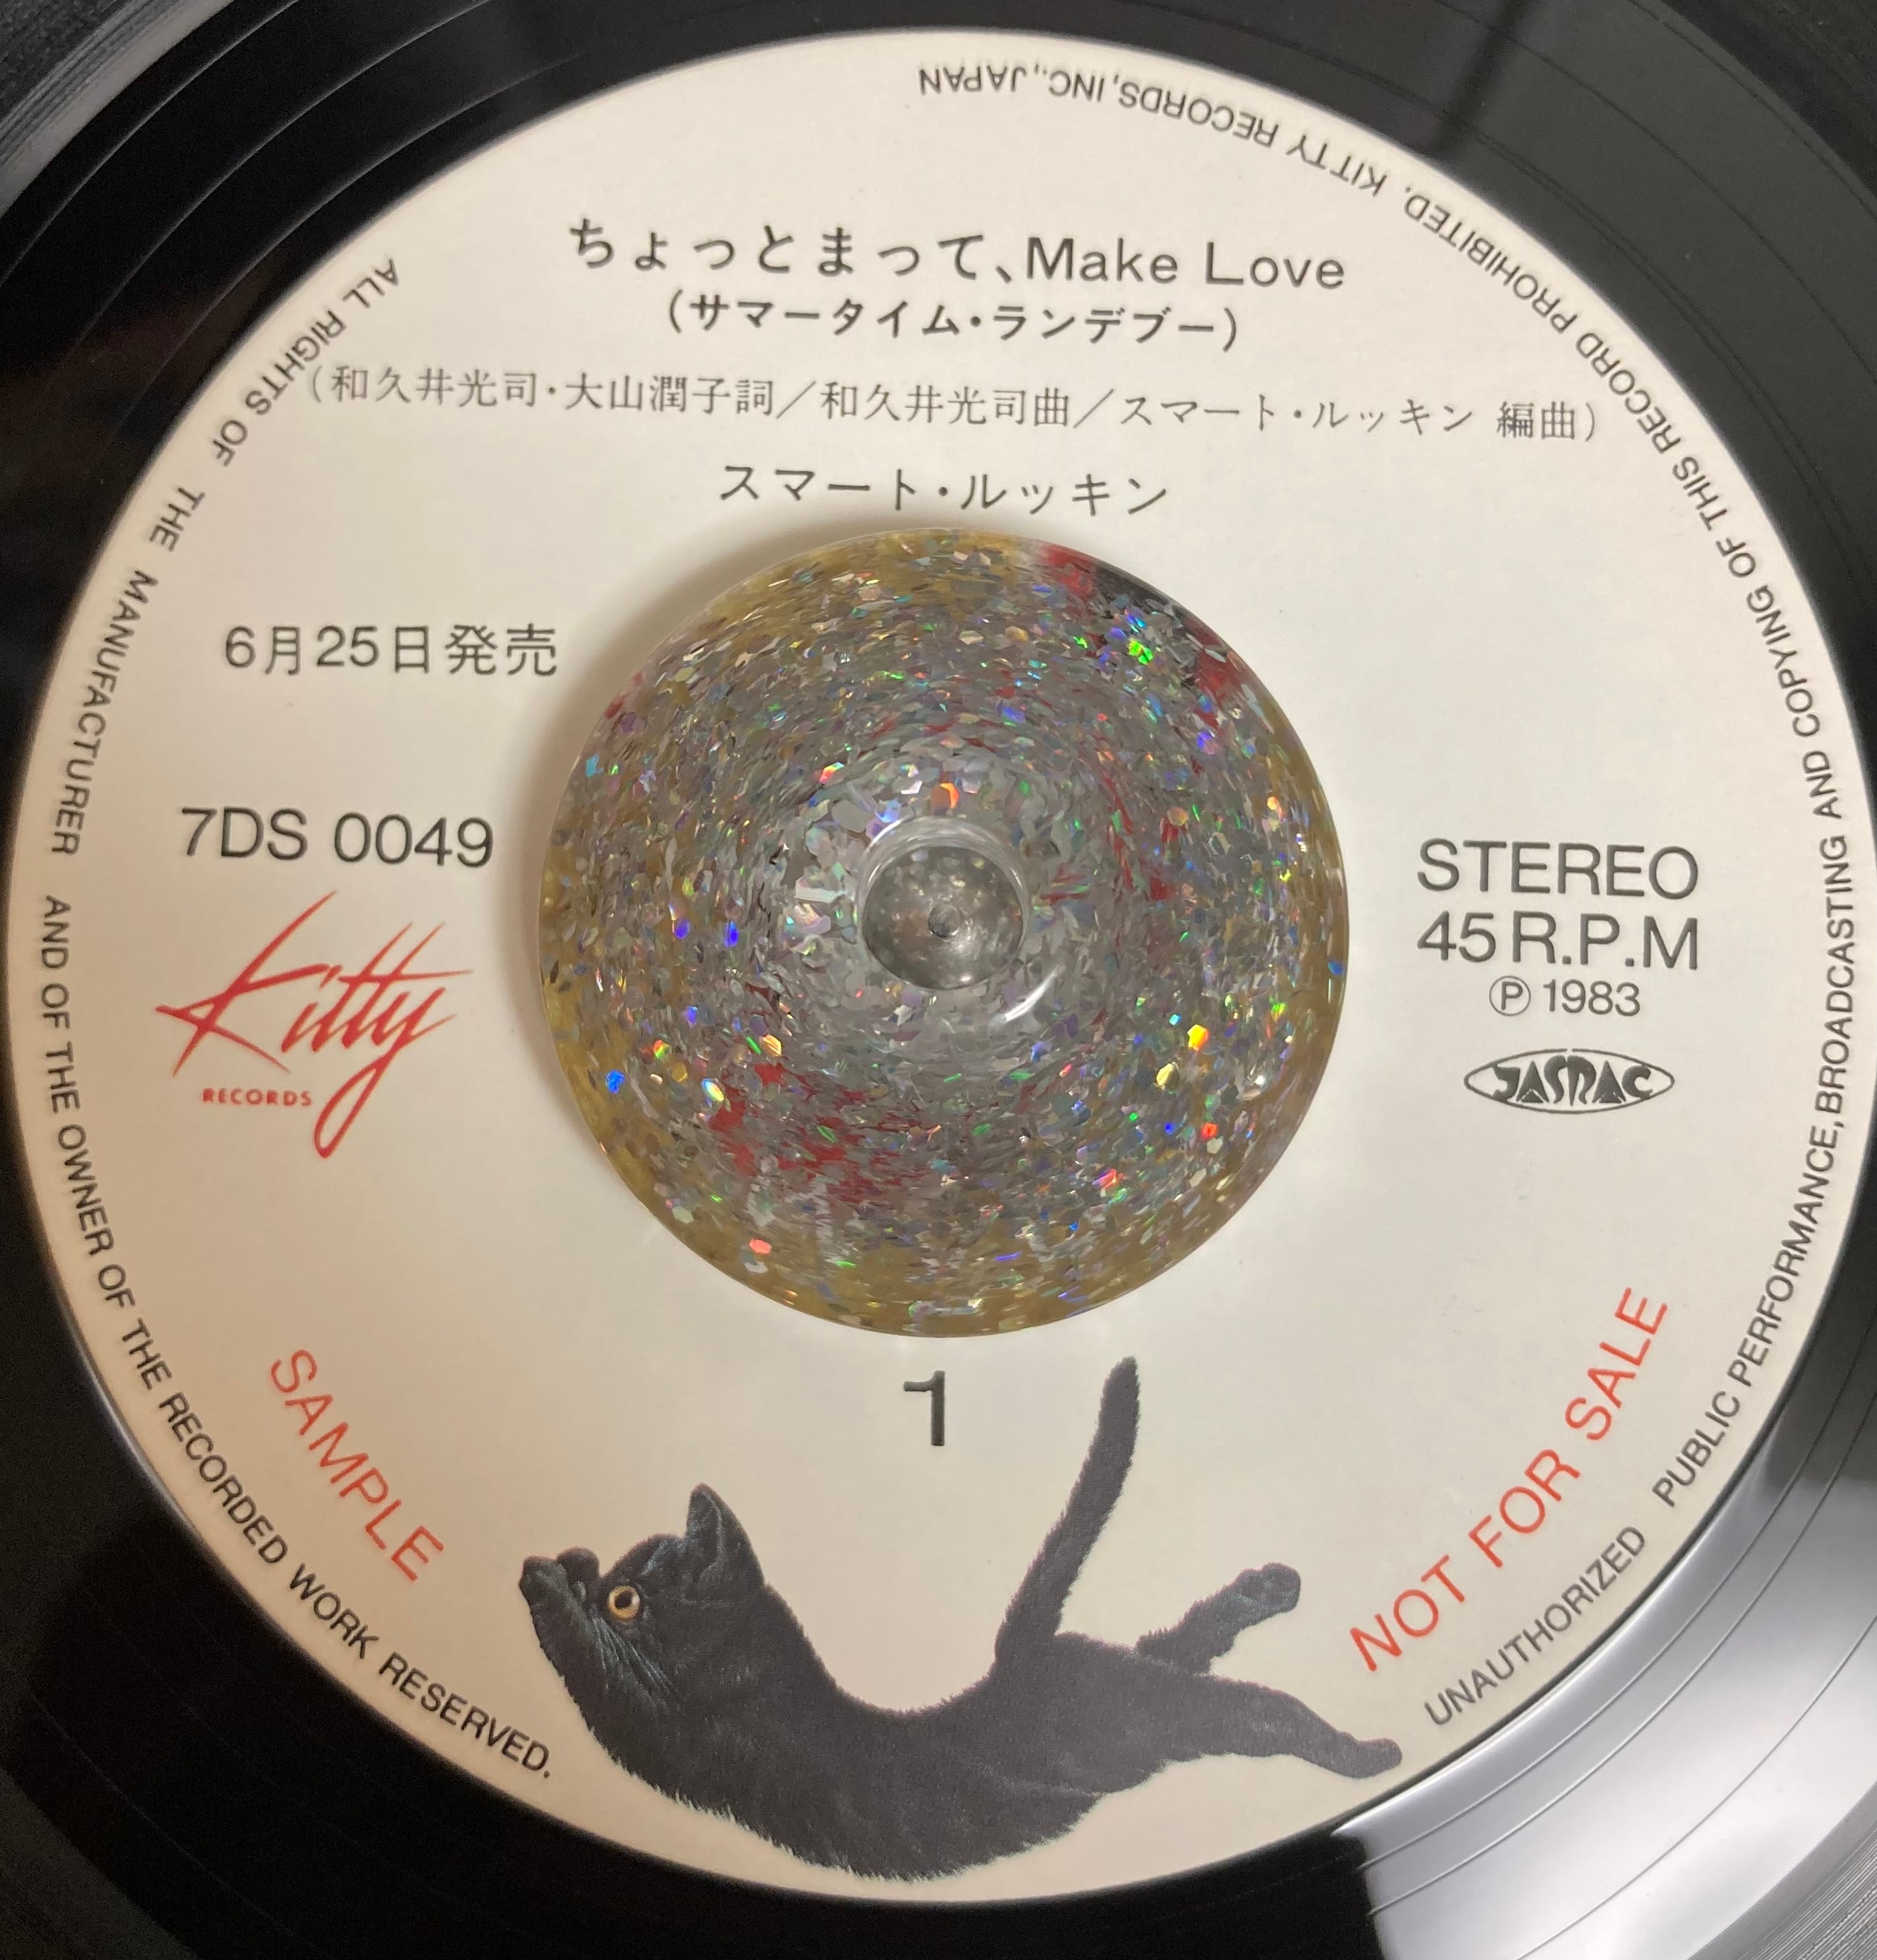 ちょっとまって、Make Love
(サマータイム・ランデブー)
(和久井光司・大山潤子詞／和久井光司曲／スマート・ルッキン 編曲)
スマート・ルッキン
6月25日発売
7DS 0049
Kitty
RECORDS
STEREO
45 R.P.M
Ⓟ 1983
JASRAC
SAMPLE
1
NOT FOR SALE
ALL RIGHTS OF THE MANUFACTURER AND OF THE OWNER OF THE RECORDED WORK RESERVED.
UNAUTHORIZED PUBLIC PERFORMANCE, BROADCASTING AND COPYING OF THIS RECORD PROHIBITED. KITTY RECORDS, INC., JAPAN